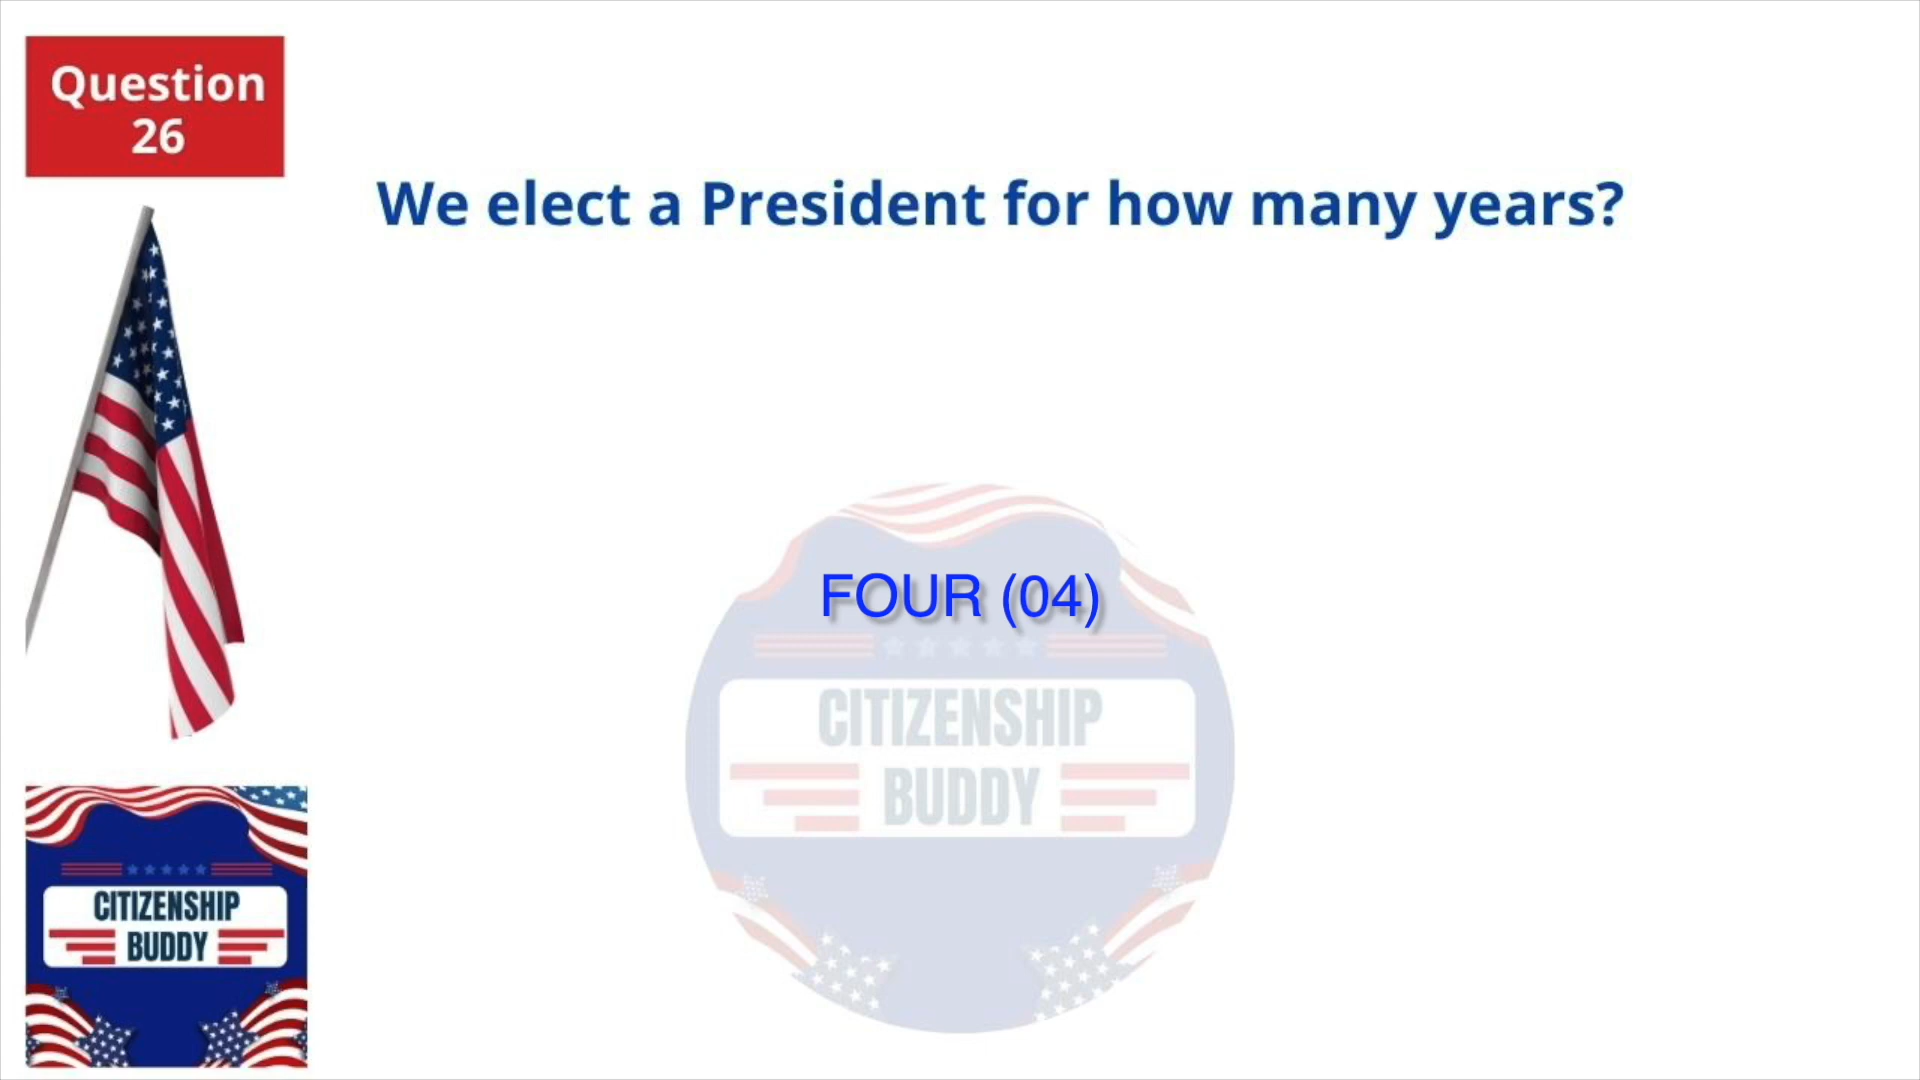 Question
26
We elect a President for how many years?
FOUR (04)
CITIZENSHIP
BUDDY
CITIZENSHIP
BUDDY